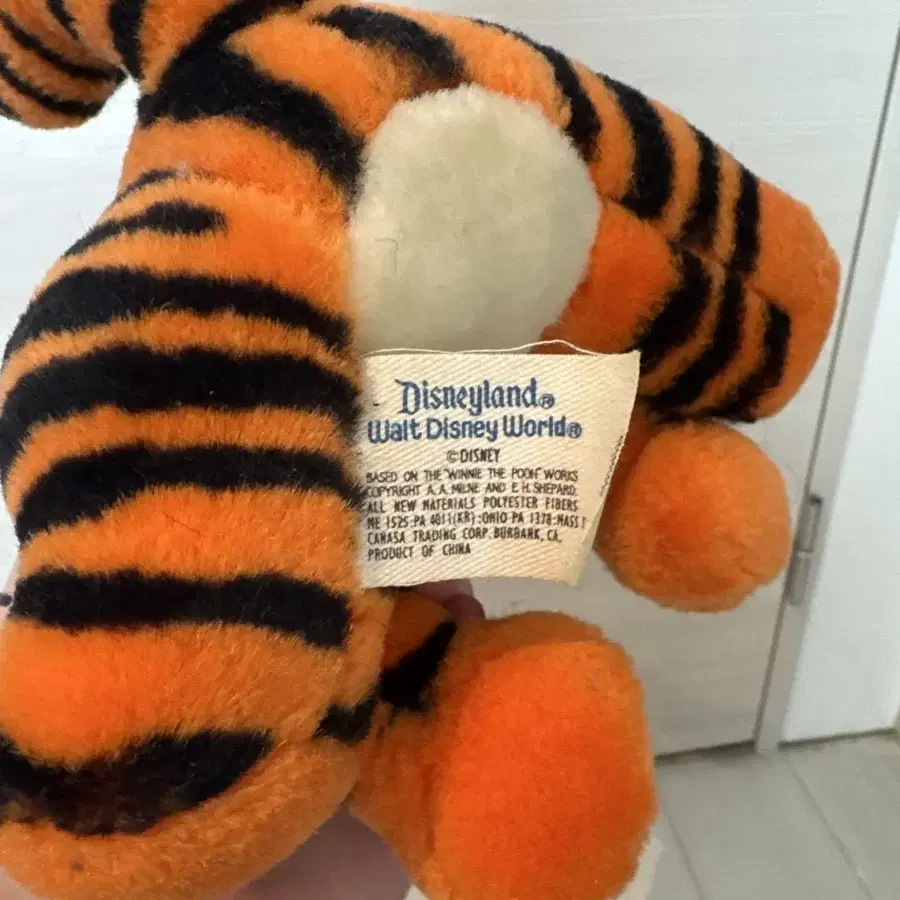 Disneyland®
Walt Disney World®
© DISNEY
BASED ON THE "WINNIE THE POOH" WORKS
COPYRIGHT A. A. MILNE AND E. H. SHEPARD.
ALL NEW MATERIALS POLYESTER FIBERS
ME 1525·PA 4011(KR):OHIO PA 1378·MASS T
CANASA TRADING CORP. BURBANK, CA.
PRODUCT OF CHINA